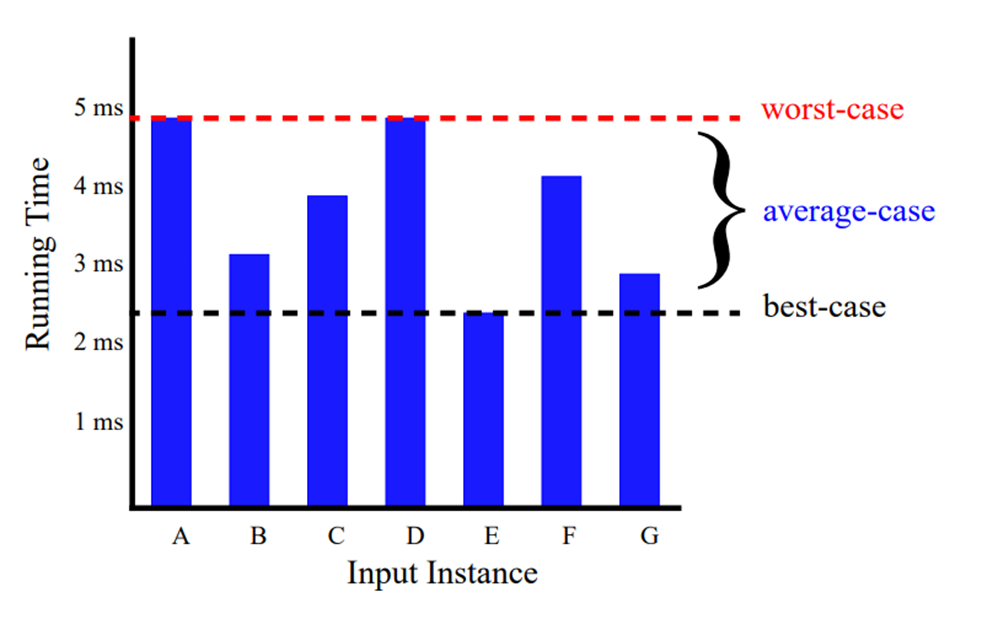 5 ms
4 ms
3 ms
2 ms
1 ms
Running Time
worst-case
average-case
best-case
A B C D E F G
Input Instance